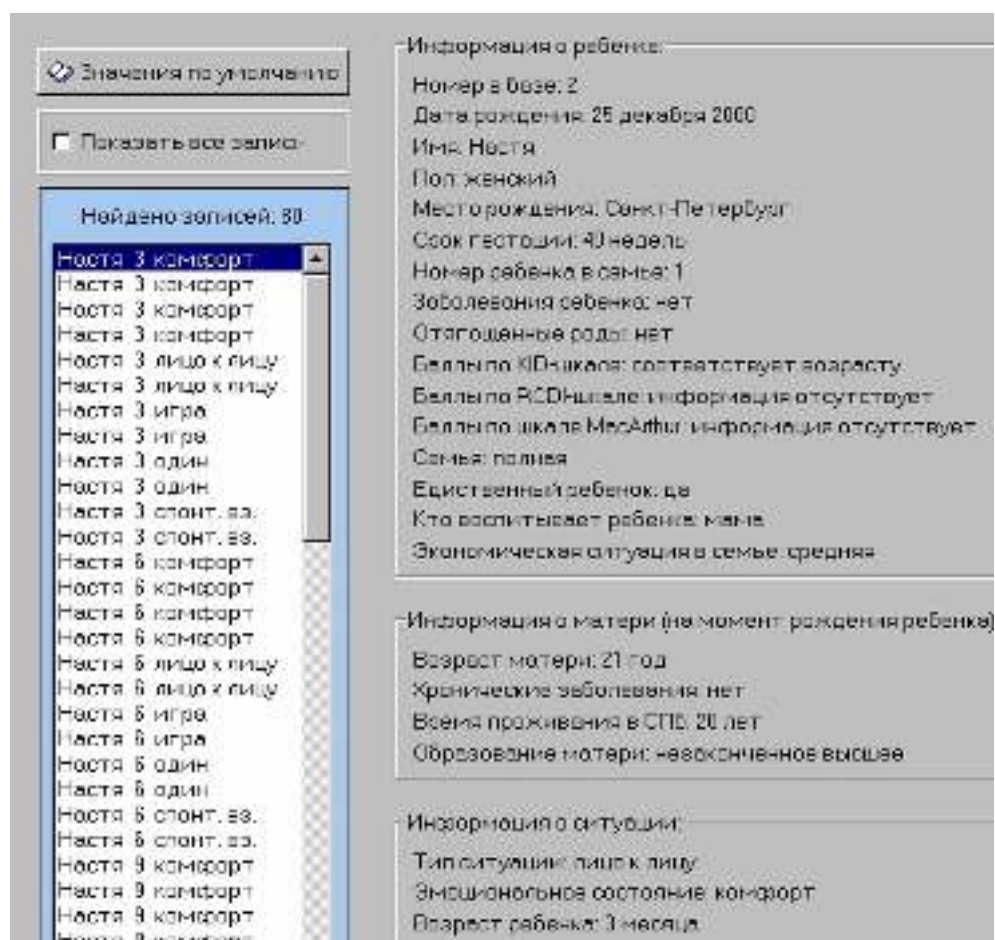 Значения по умолчанию
Показать все записи
Найдено записей: 80
Настя 3 комфорт
Настя 3 комфорт
Настя 3 комфорт
Настя 3 комфорт
Настя 3 лицо к лицу
Настя 3 лицо к лицу
Настя 3 игра
Настя 3 игра
Настя 3 один
Настя 3 один
Настя 3 спонт. вз.
Настя 3 спонт. вз.
Настя 6 комфорт
Настя 6 комфорт
Настя 6 комфорт
Настя 6 комфорт
Настя 6 лицо к лицу
Настя 6 лицо к лицу
Настя 6 игра
Настя 6 игра
Настя 6 один
Настя 6 один
Настя 6 спонт. вз.
Настя 6 спонт. вз.
Настя 9 комфорт
Настя 9 комфорт
Настя 9 комфорт
Настя 9 комфорт
Информация о ребенке:
Номер в базе: 2
Дата рождения: 25 декабря 2000
Имя: Настя
Пол: женский
Место рождения: Санкт-Петербург
Срок гестации: 40 недель
Номер ребенка в семье: 1
Заболевания ребенка: нет
Отягощенные роды: нет
Баллы по KID-шкале: соответствует возрасту
Баллы по RCDI-шкале: информация отсутствует
Баллы по шкале MacArthur: информация отсутствует
Семья: полная
Едиственный ребенок: да
Кто воспитывает ребенка: мама
Экономическая ситуация в семье: средняя
Информация о матери (на момент рождения ребенка)
Возраст матери: 21 год
Хронические заболевания: нет
Время проживания в СПб: 20 лет
Образование матери: незаконченное высшее
Информация о ситуации:
Тип ситуации: лицо к лицу
Эмоциональное состояние: комфорт
Возраст ребенка: 3 месяца